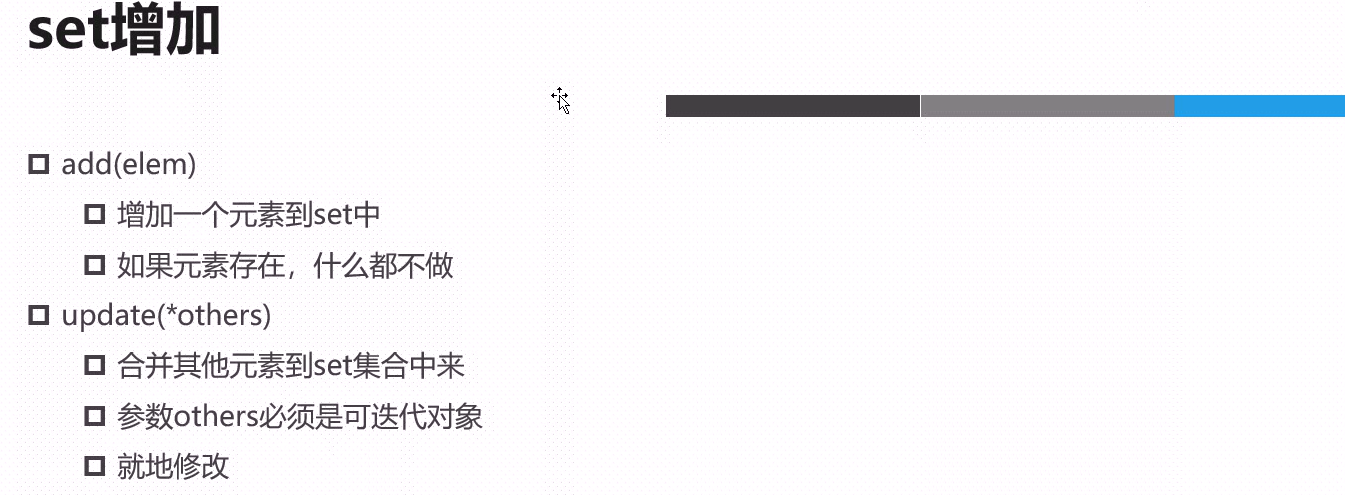 set增加
add(elem)
增加一个元素到set中
如果元素存在，什么都不做
update(*others)
合并其他元素到set集合中来
参数others必须是可迭代对象
就地修改